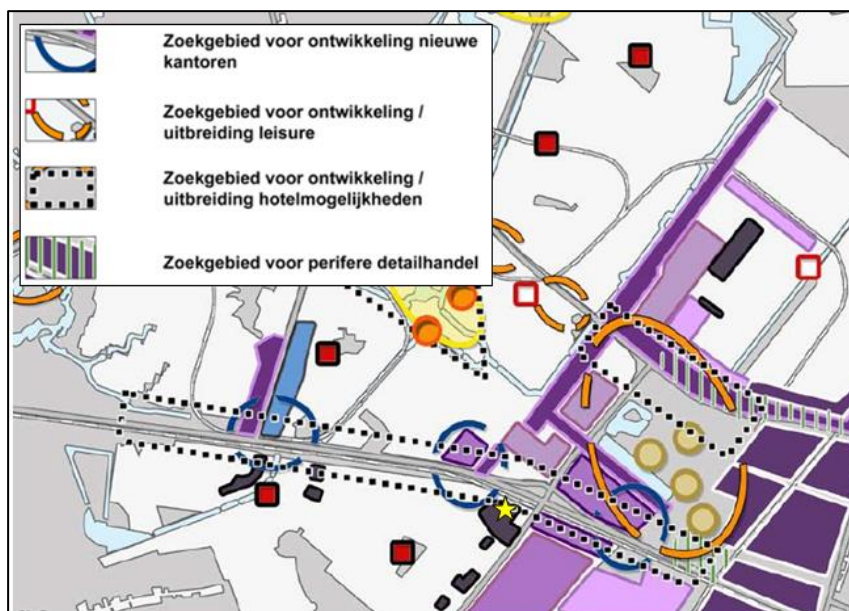 Zoekgebied voor ontwikkeling nieuwe
kantoren
Zoekgebied voor ontwikkeling /
uitbreiding leisure
Zoekgebied voor ontwikkeling /
uitbreiding hotelmogelijkheden
Zoekgebied voor perifere detailhandel